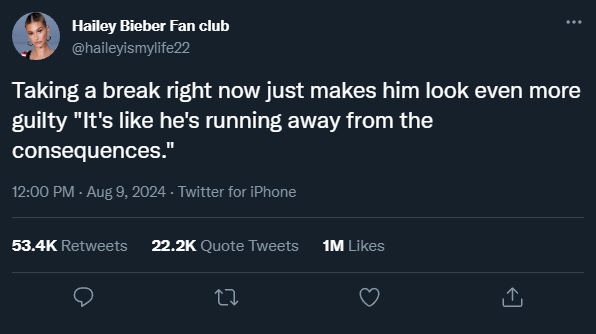 Hailey Bieber Fan club
@haileyismylife22
Taking a break right now just makes him look even more
guilty "It's like he's running away from the
consequences."
12:00 PM · Aug 9, 2024 · Twitter for iPhone
53.4K Retweets 22.2K Quote Tweets 1M Likes